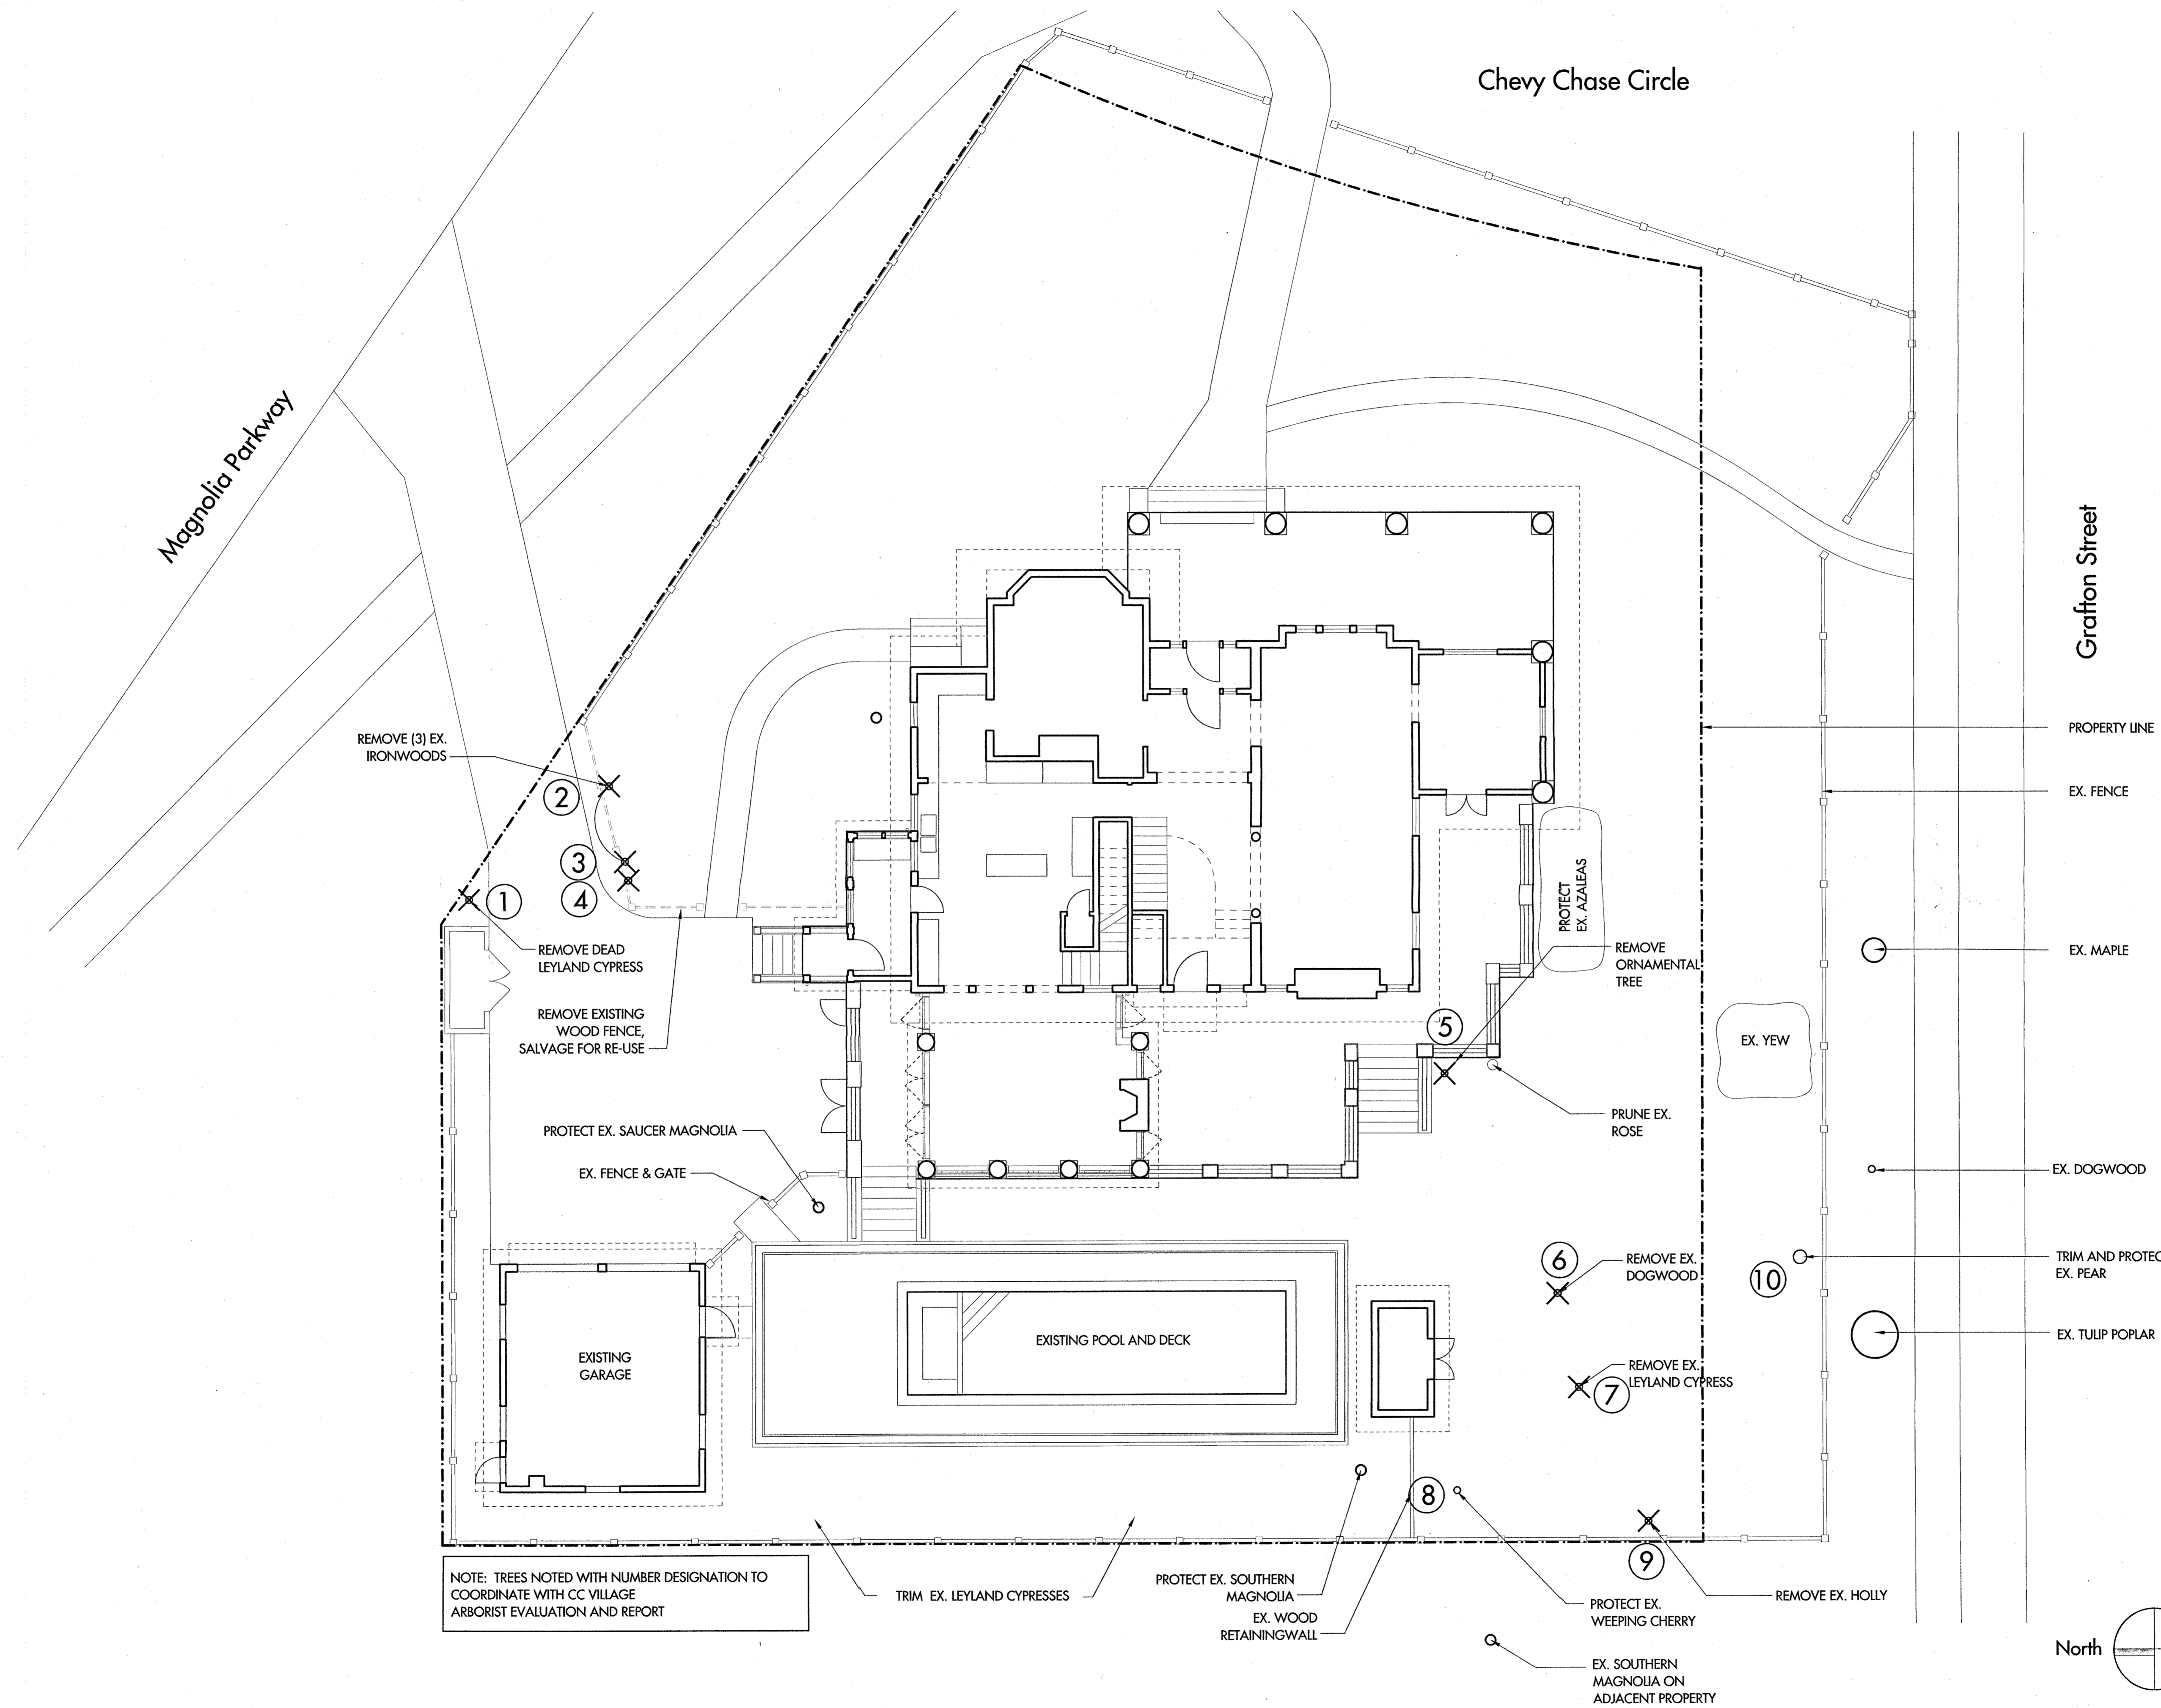 Chevy Chase Circle
Magnolia Parkway
Grafton Street
REMOVE (3) EX.
IRONWOODS
2
3
4
1
REMOVE DEAD
LEYLAND CYPRESS
REMOVE EXISTING
WOOD FENCE,
SALVAGE FOR RE-USE
PROTECT EX. SAUCER MAGNOLIA
EX. FENCE & GATE
PROPERTY LINE
EX. FENCE
PROTECT
EX. AZALEAS
REMOVE
ORNAMENTAL
TREE
5
EX. MAPLE
EX. YEW
PRUNE EX.
ROSE
EX. DOGWOOD
6
REMOVE EX.
DOGWOOD
10
TRIM AND PROTEC
EX. PEAR
EX. TULIP POPLAR
EXISTING
GARAGE
EXISTING POOL AND DECK
REMOVE EX.
LEYLAND CYPRESS
7
8
9
NOTE: TREES NOTED WITH NUMBER DESIGNATION TO
COORDINATE WITH CC VILLAGE
ARBORIST EVALUATION AND REPORT
TRIM EX. LEYLAND CYPRESSES
PROTECT EX. SOUTHERN
MAGNOLIA
EX. WOOD
RETAININGWALL
PROTECT EX.
WEEPING CHERRY
REMOVE EX. HOLLY
EX. SOUTHERN
MAGNOLIA ON
ADJACENT PROPERTY
North